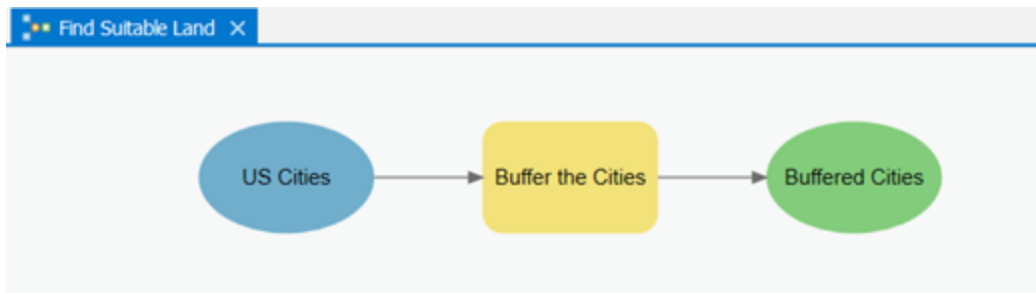 Find Suitable Land
US Cities
Buffer the Cities
Buffered Cities